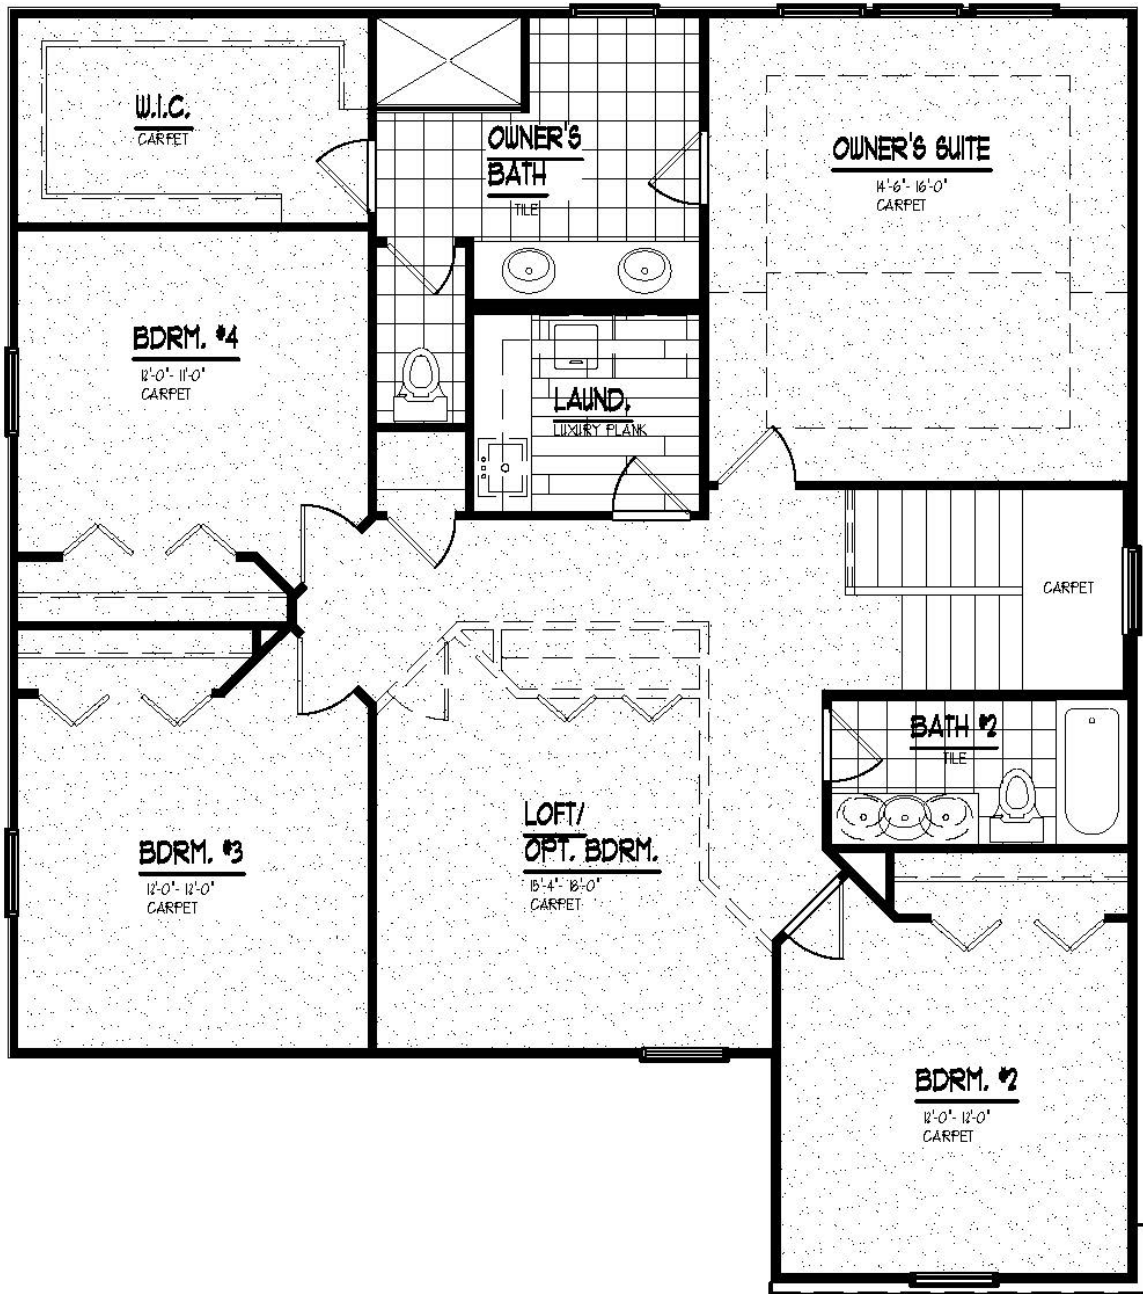 W.I.C.
CARPET
OWNER'S
BATH
TILE
OWNER'S SUITE
14'-6"- 16'-0"
CARPET
BDRM. #4
12'-0"- 11'-0"
CARPET
LAUND.
LUXURY PLANK
CARPET
BATH #2
TILE
LOFT/
OPT. BDRM.
15'-4"- 18'-0"
CARPET
BDRM. #3
12'-0"- 12'-0"
CARPET
BDRM. #2
12'-0"- 12'-0"
CARPET